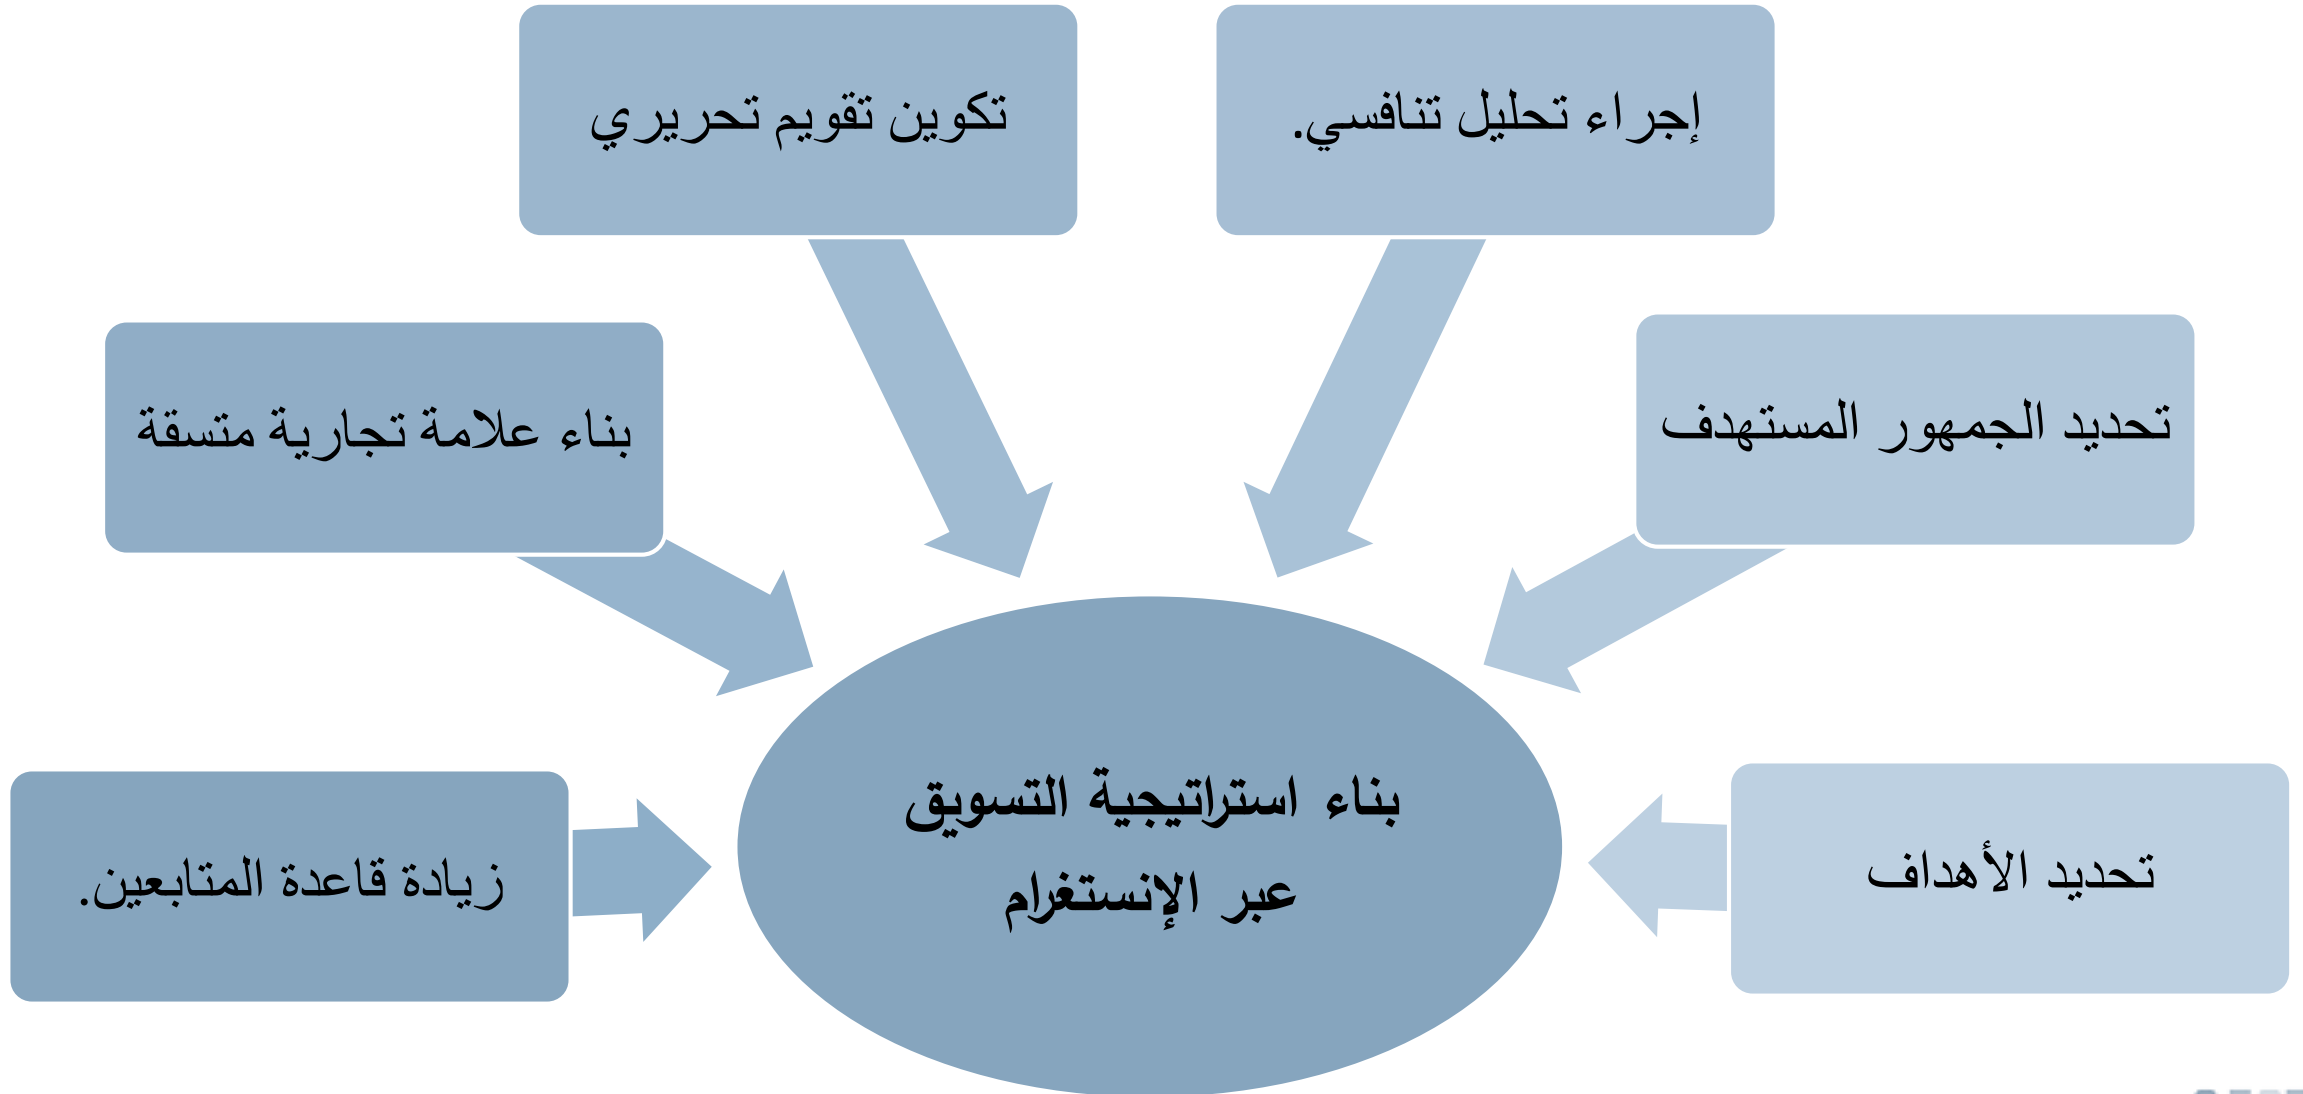 إجراء تحليل تنافسي.
تكوين تقويم تحريري
تحديد الجمهور المستهدف
بناء علامة تجارية متسقة
تحديد الأهداف
بناء استراتيجية التسويق
عبر الإنستغرام
زيادة قاعدة المتابعين.